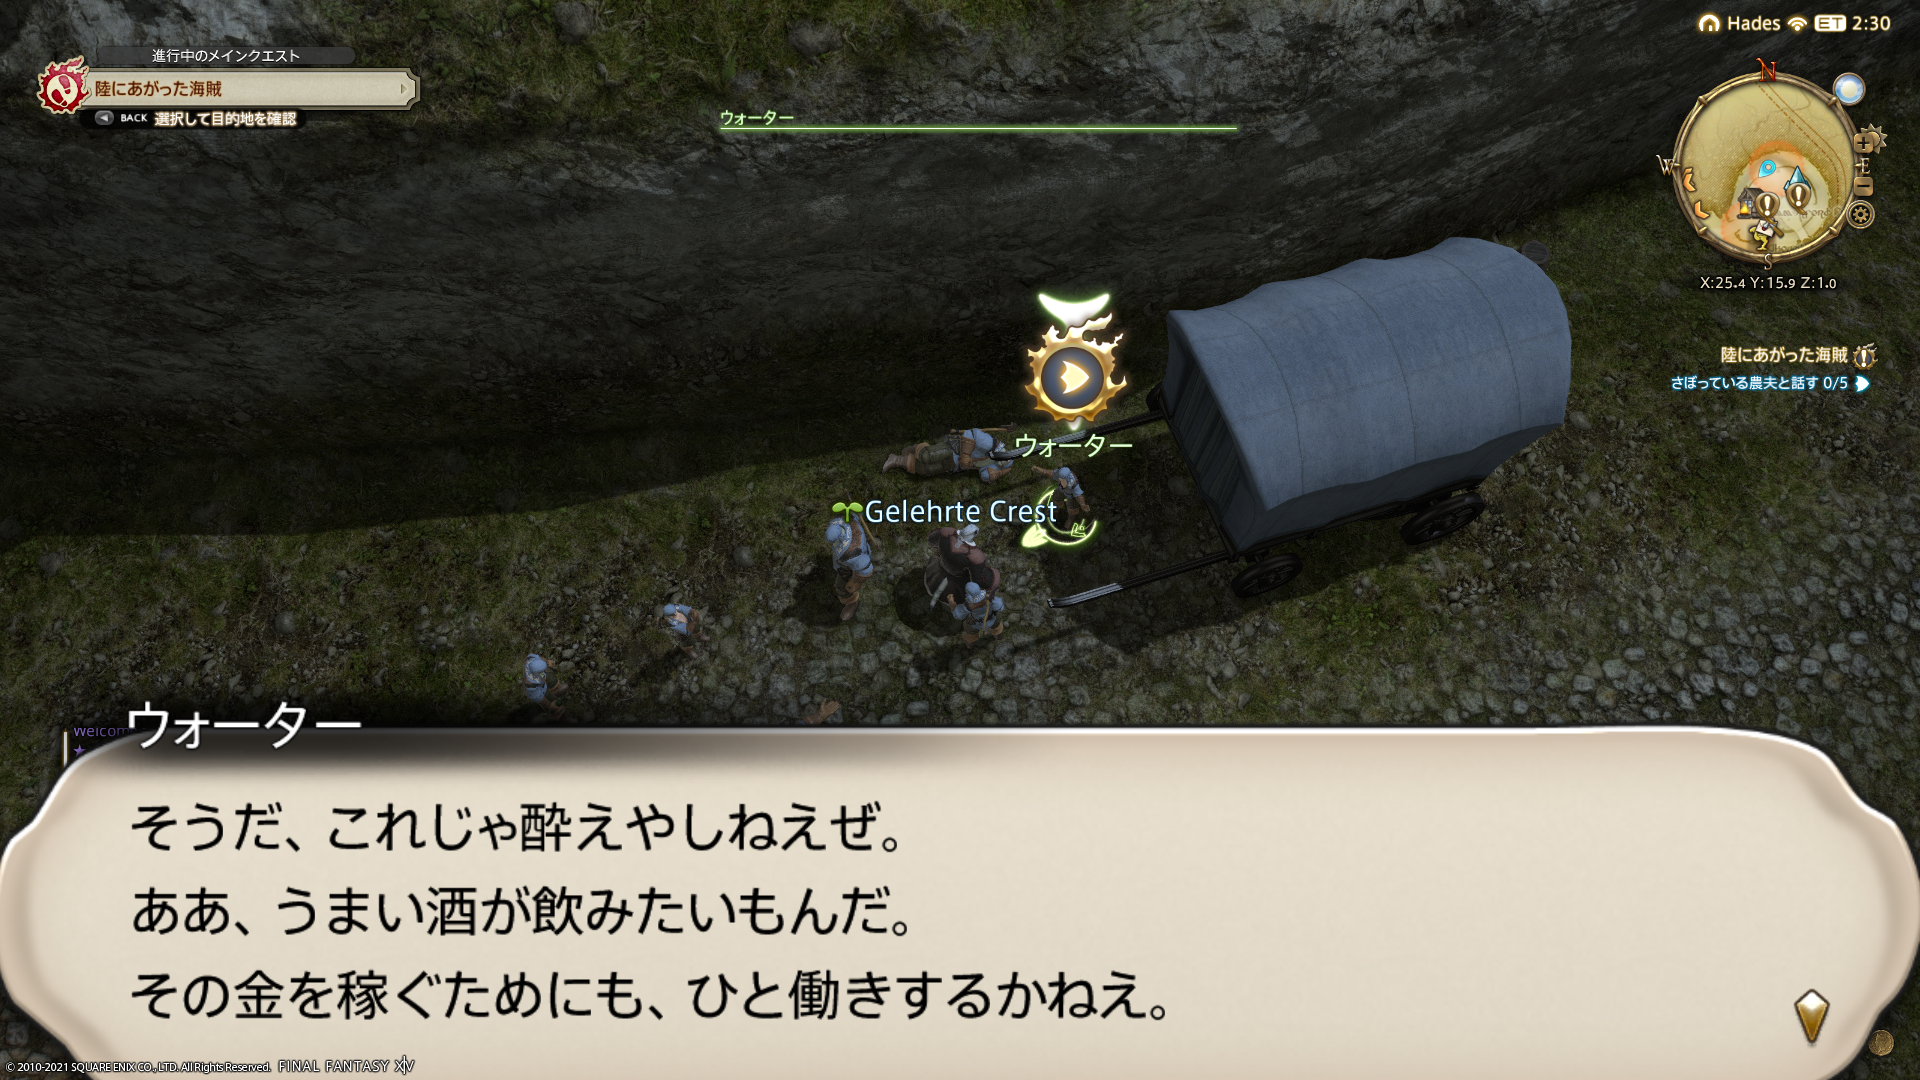 進行中のメインクエスト
陸にあがった海賊
BACK 選択して目的地を確認
ウォーター
Hades ET 2:30
N
W
E
S
X:25.4 Y:15.9 Z:1.0
陸にあがった海賊
さぼっている農夫と話す 0/5
ウォーター
Gelehrte Crest
Welcom
ウォーター
そうだ、これじゃ酔えやしねえぜ。
ああ、うまい酒が飲みたいもんだ。
その金を稼ぐためにも、ひと働きするかねえ。
© 2010-2021 SQUARE ENIX CO., LTD. All Rights Reserved. FINAL FANTASY XIV